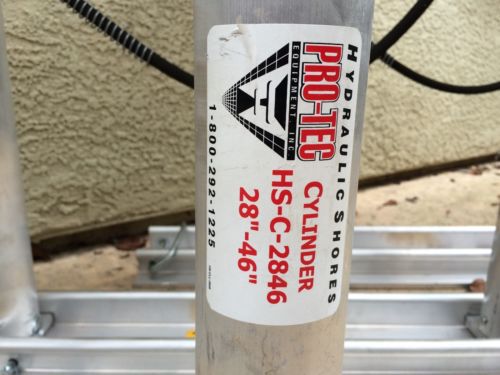 HYDRAULIC SHORES
PRO-TEC
EQUIPMENT, INC.
1-800-292-1225
CYLINDER
HS-C-2846
28"-46"